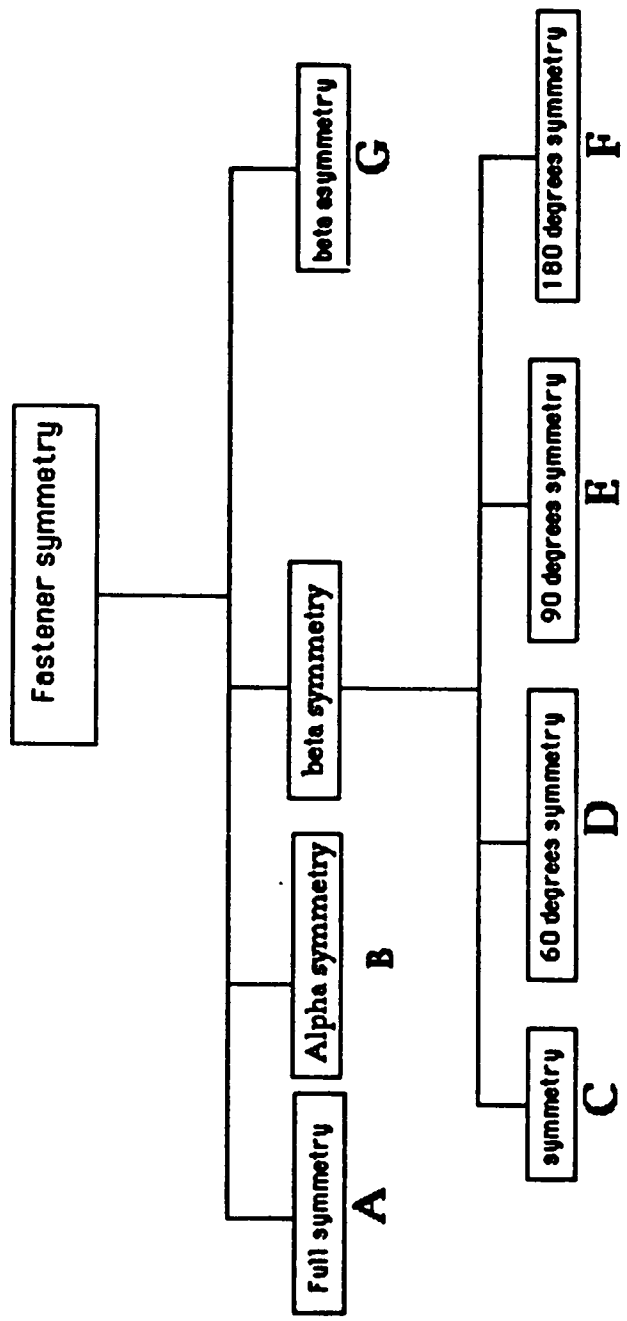 Fastener symmetry
Full symmetry
Alpha symmetry
beta symmetry
beta asymmetry
A
B
G
symmetry
60 degrees symmetry
90 degrees symmetry
180 degrees symmetry
C
D
E
F